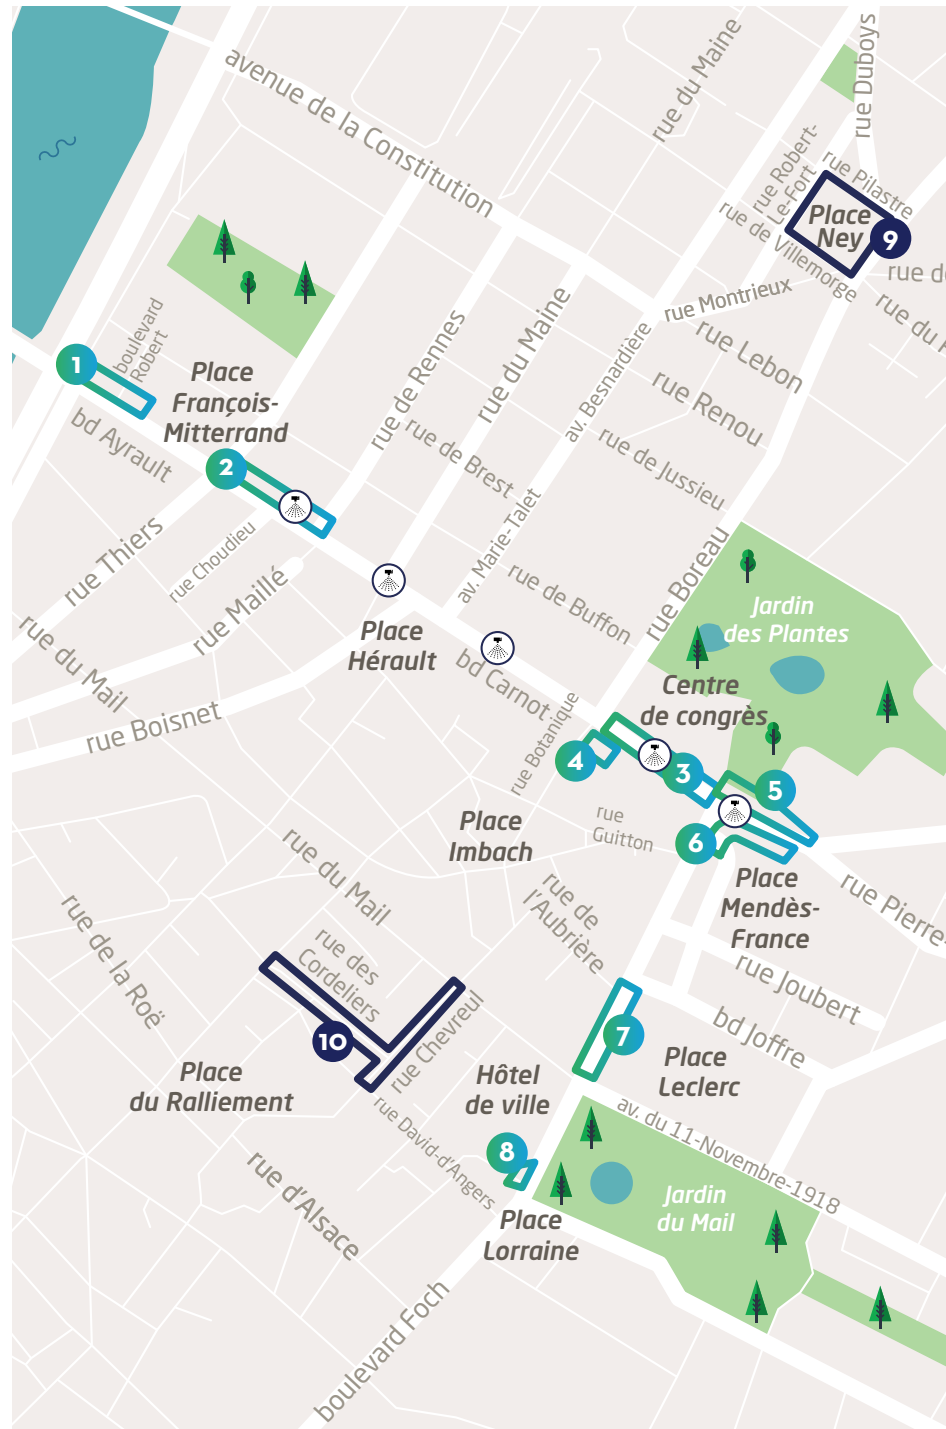 avenue de la Constitution
rue du Maine
rue Duboys
rue Robert-
Le-Fort
rue Pilastre
Place
Ney
9
rue de Villemorge
rue Montrieux
rue d
rue du
rue Lebon
rue Renou
rue de Jussieu
av. Besnardière
boulevard
Robert
1
Place
François-
Mitterrand
bd Ayrault
2
rue de Rennes
rue du Maine
rue de Brest
av. Marie-Talet
rue Thiers
rue Choudieu
rue Maillé
rue du Mail
rue Boisnet
Place
Hérault
rue de Buffon
rue Boreau
bd Carnot
rue Botanique
Jardin
des Plantes
Centre
de congrès
4
3
5
6
Place
Imbach
rue
Guitton
Place
Mendès-
France
rue Pierre-
rue du Mail
rue de
l'Aubrière
rue Joubert
bd Joffre
rue de la Roë
rue des
Cordeliers
10
rue Chevreul
7
Place
Leclerc
Place
du Ralliement
Hôtel
de ville
8
rue David-d'Angers
av. du 11-Novembre-1918
rue d'Alsace
Jardin
du Mail
Place
Lorraine
boulevard Foch